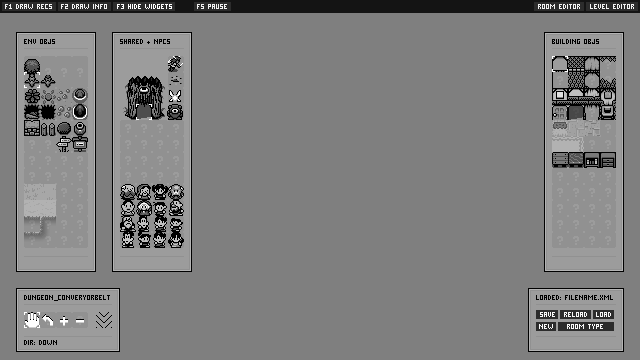 F1 DRAW RECS F2 DRAW INFO F3 HIDE WIDGETS F5 PAUSE ROOM EDITOR LEVEL EDITOR
ENV OBJS
SHARED + NPCS
BUILDING OBJS
DUNGEON_CONVERYORBELT
DIR: DOWN
LOADED: FILENAME.XML
SAVE RELOAD LOAD
NEW ROOM TYPE